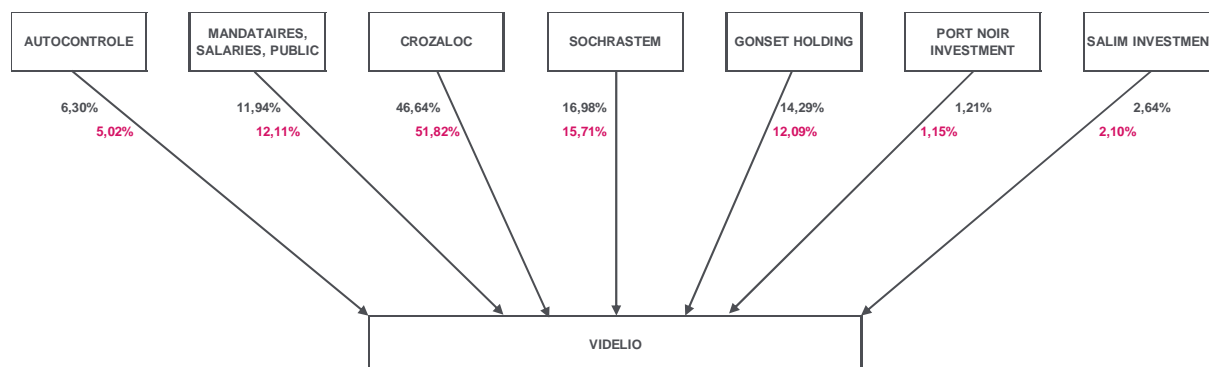 AUTOCONTROLE
MANDATAIRES,
SALARIES, PUBLIC
CROZALOC
SOCHRASTEM
GONSET HOLDING
PORT NOIR
INVESTMENT
SALIM INVESTMEN
6,30%
5,02%
11,94%
12,11%
46,64%
51,82%
16,98%
15,71%
14,29%
12,09%
1,21%
1,15%
2,64%
2,10%
VIDELIO